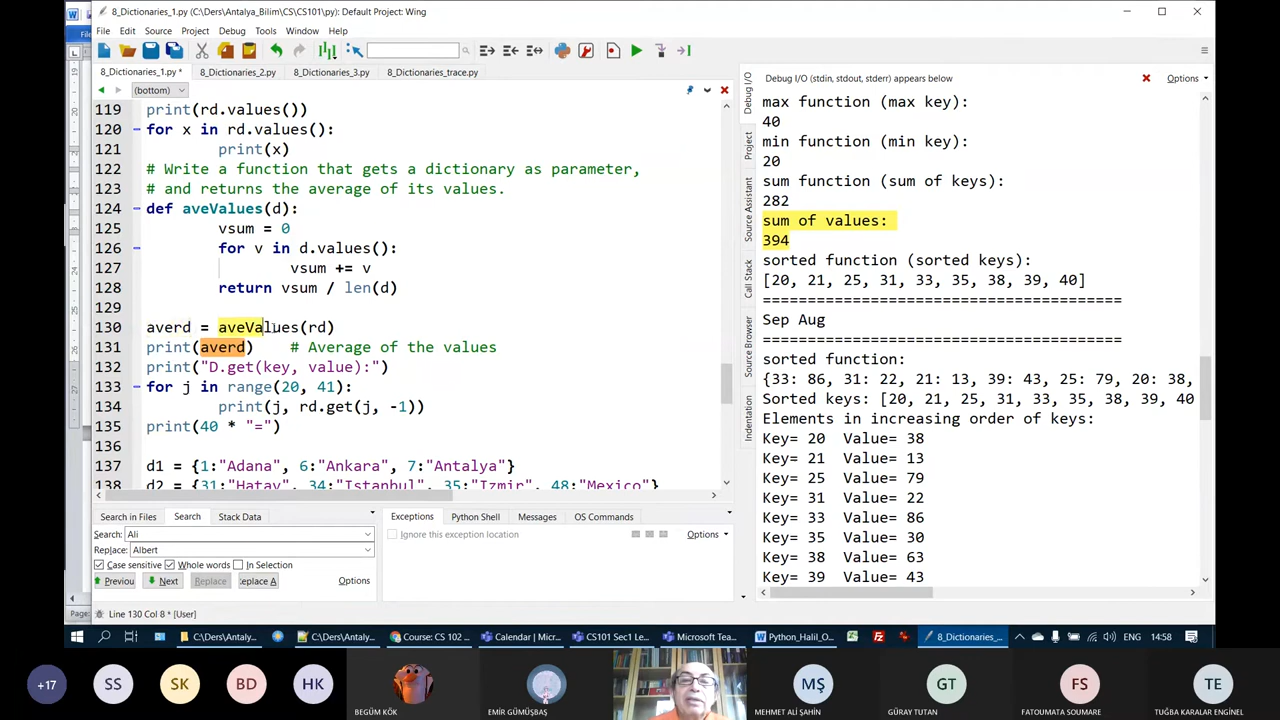 8_Dictionaries_1.py (C:\Ders\Antalya_Bilim\CS\CS101\py): Default Project: Wing
File Edit Source Project Debug Tools Window Help
8_Dictionaries_1.py * 8_Dictionaries_2.py 8_Dictionaries_3.py 8_Dictionaries_trace.py
(bottom)
119 print(rd.values())
120 for x in rd.values():
121 print(x)
122 # Write a function that gets a dictionary as parameter,
123 # and returns the average of its values.
124 def aveValues(d):
125 vsum = 0
126 for v in d.values():
127 vsum += v
128 return vsum / len(d)
129
130 averd = aveValues(rd)
131 print(averd) # Average of the values
132 print("D.get(key, value):")
133 for j in range(20, 41):
134 print(j, rd.get(j, -1))
135 print(40 * "=")
136
137 d1 = {1:"Adana", 6:"Ankara", 7:"Antalya"}
138 d2 = {31:"Hatay", 34:"Istanbul", 35:"Izmir", 48:"Mexico"}
Search in Files Search Stack Data
Search: Ali
Replace: Albert
Case sensitive Whole words In Selection
Previou Next Replace eplace A Options
Exceptions Python Shell Messages OS Commands
Ignore this exception location Options
Line 130 Col 8 * [User]
Debug I/O
Project
Source Assistant
Call Stack
Source Browser
Indentation
Debug I/O (stdin, stdout, stderr) appears below
Options
max function (max key):
40
min function (min key):
20
sum function (sum of keys):
282
sum of values:
394
sorted function (sorted keys):
[20, 21, 25, 31, 33, 35, 38, 39, 40]
========================================
Sep Aug
========================================
sorted function:
{33: 86, 31: 22, 21: 13, 39: 43, 25: 79, 20: 38,
Sorted keys: [20, 21, 25, 31, 33, 35, 38, 39, 40
Elements in increasing order of keys:
Key= 20 Value= 38
Key= 21 Value= 13
Key= 25 Value= 79
Key= 31 Value= 22
Key= 33 Value= 86
Key= 35 Value= 30
Key= 38 Value= 63
Key= 39 Value= 43
Page:
C:\Ders\Antaly... C:\Ders\Antaly... Course: CS 102 ... Calendar | Micr... CS101 Sec1 Lem... Microsoft Tea... Python_Halil_O... 8_Dictionaries_... ENG 14:58
+17 SS SK BD HK MŞ GT FS TE
BEGÜM KÖK EMİR GÜMÜŞBAŞ MEHMET ALİ ŞAHİN GÜRAY TUTAN FATOUMATA SOUMARE TUĞBA KARALAR ENGİNEL